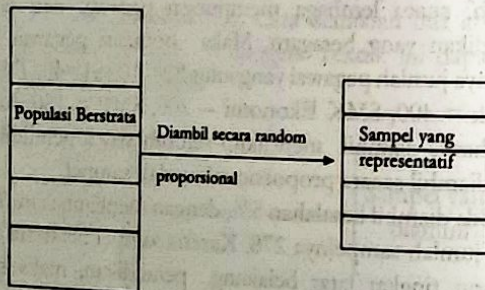 Populasi Berstrata
Diambil secara random
proporsional
Sampel yang
representatif